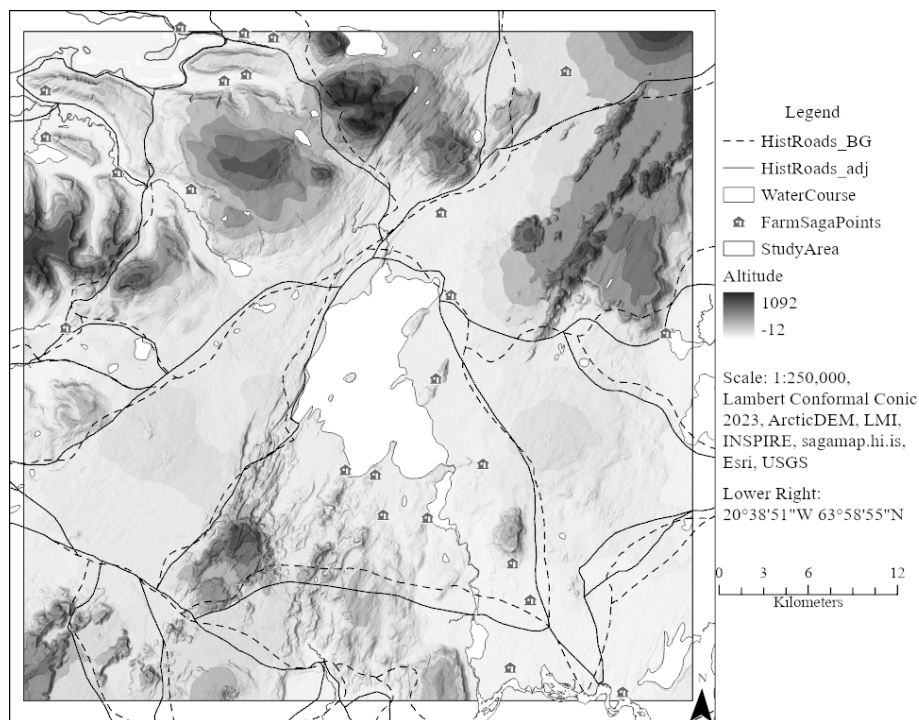 Legend
HistRoads_BG
HistRoads_adj
WaterCourse
FarmSagaPoints
StudyArea
Altitude
1092
-12
Scale: 1:250,000,
Lambert Conformal Conic
2023, ArcticDEM, LMI,
INSPIRE, sagamap.hi.is,
Esri, USGS
Lower Right:
20°38'51"W 63°58'55"N
0 3 6 12
Kilometers
N